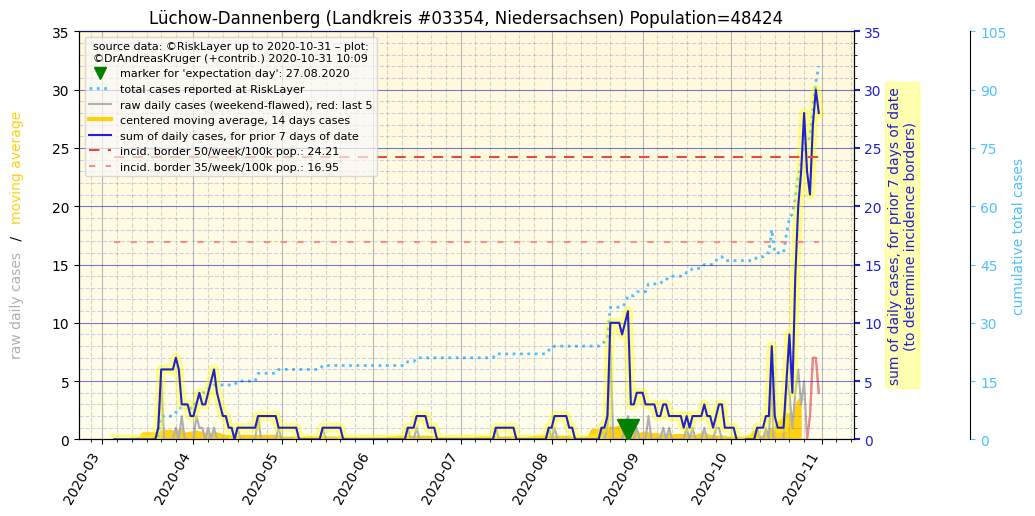 Lüchow-Dannenberg (Landkreis #03354, Niedersachsen) Population=48424
source data: ©RiskLayer up to 2020-10-31 – plot:
©DrAndreasKruger (+contrib.) 2020-10-31 10:09
marker for 'expectation day': 27.08.2020
total cases reported at RiskLayer
raw daily cases (weekend-flawed), red: last 5
centered moving average, 14 days cases
sum of daily cases, for prior 7 days of date
incid. border 50/week/100k pop.: 24.21
incid. border 35/week/100k pop.: 16.95
raw daily cases / moving average
35
30
25
20
15
10
5
0
2020-03
2020-04
2020-05
2020-06
2020-07
2020-08
2020-09
2020-10
2020-11
35
30
25
20
15
10
5
0
sum of daily cases, for prior 7 days of date
(to determine incidence borders)
105
90
75
60
45
30
15
0
cumulative total cases